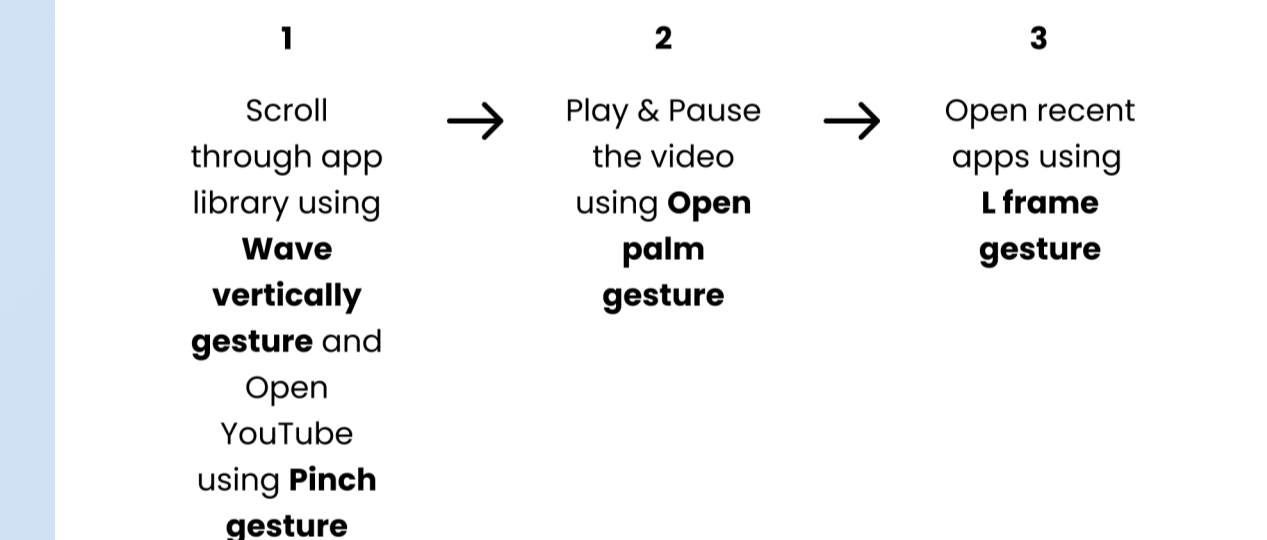 1
Scroll
through app
library using
Wave
vertically
gesture and
Open
YouTube
using Pinch
gesture
2
Play & Pause
the video
using Open
palm
gesture
3
Open recent
apps using
L frame
gesture